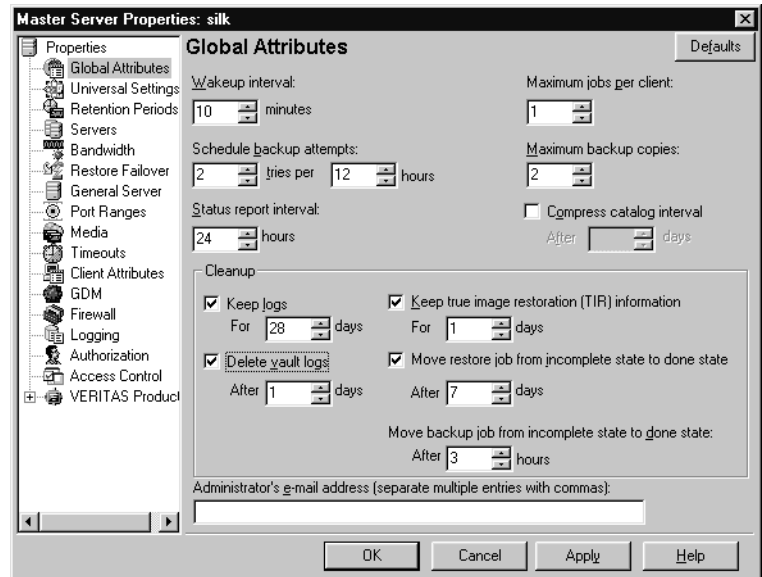 Master Server Properties: silk
Properties
Global Attributes
Universal Settings
Retention Periods
Servers
Bandwidth
Restore Failover
General Server
Port Ranges
Media
Timeouts
Client Attributes
GDM
Firewall
Logging
Authorization
Access Control
VERITAS Product
Global Attributes
Defaults
Wakeup interval:
10 minutes
Maximum jobs per client:
1
Schedule backup attempts:
2 tries per 12 hours
Maximum backup copies:
2
Status report interval:
24 hours
Compress catalog interval
After days
Cleanup
Keep logs
For 28 days
Keep true image restoration (TIR) information
For 1 days
Delete vault logs
After 1 days
Move restore job from incomplete state to done state
After 7 days
Move backup job from incomplete state to done state:
After 3 hours
Administrator's e-mail address (separate multiple entries with commas):
OK Cancel Apply Help